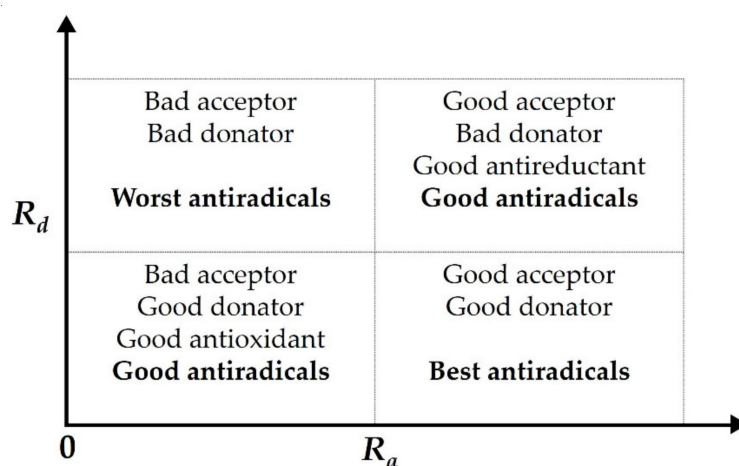 Bad acceptor
Bad donator
Worst antiradicals
Good acceptor
Bad donator
Good antireductant
Good antiradicals
R_d
Bad acceptor
Good donator
Good antioxidant
Good antiradicals
Good acceptor
Good donator
Best antiradicals
0
R_a